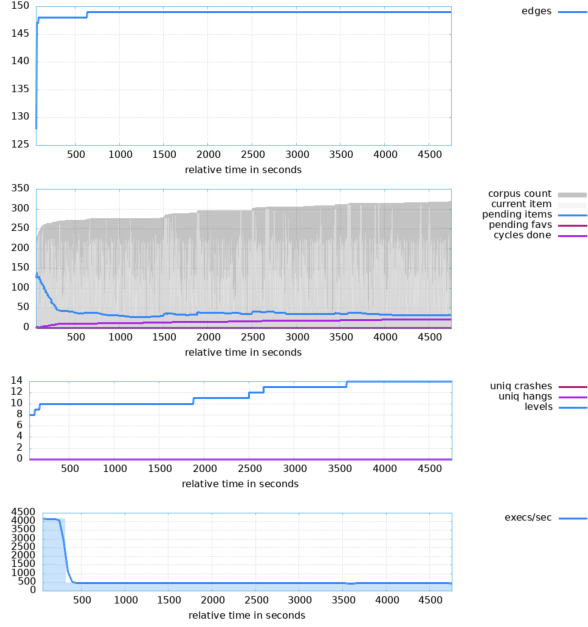 150
edges
145
140
135
130
125
500 1000 1500 2000 2500 3000 3500 4000 4500
relative time in seconds
350
corpus count
300
current item
250
pending items
200
pending favs
150
cycles done
100
50
0
500 1000 1500 2000 2500 3000 3500 4000 4500
relative time in seconds
14
uniq crashes
12
uniq hangs
10
levels
8
6
4
2
0
500 1000 1500 2000 2500 3000 3500 4000 4500
relative time in seconds
4500
execs/sec
4000
3500
3000
2500
2000
1500
1000
500
0
500 1000 1500 2000 2500 3000 3500 4000 4500
relative time in seconds